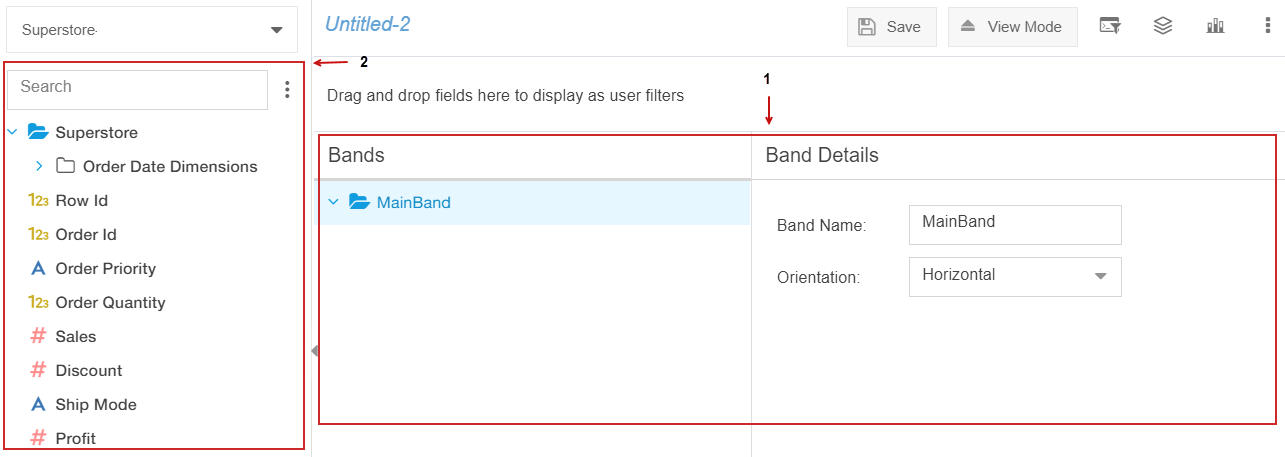 Superstore
Untitled-2
Save
View Mode
2
Search
1
Drag and drop fields here to display as user filters
Superstore
Order Date Dimensions
123 Row Id
123 Order Id
A Order Priority
123 Order Quantity
# Sales
# Discount
A Ship Mode
# Profit
Bands
MainBand
Band Details
Band Name: MainBand
Orientation: Horizontal